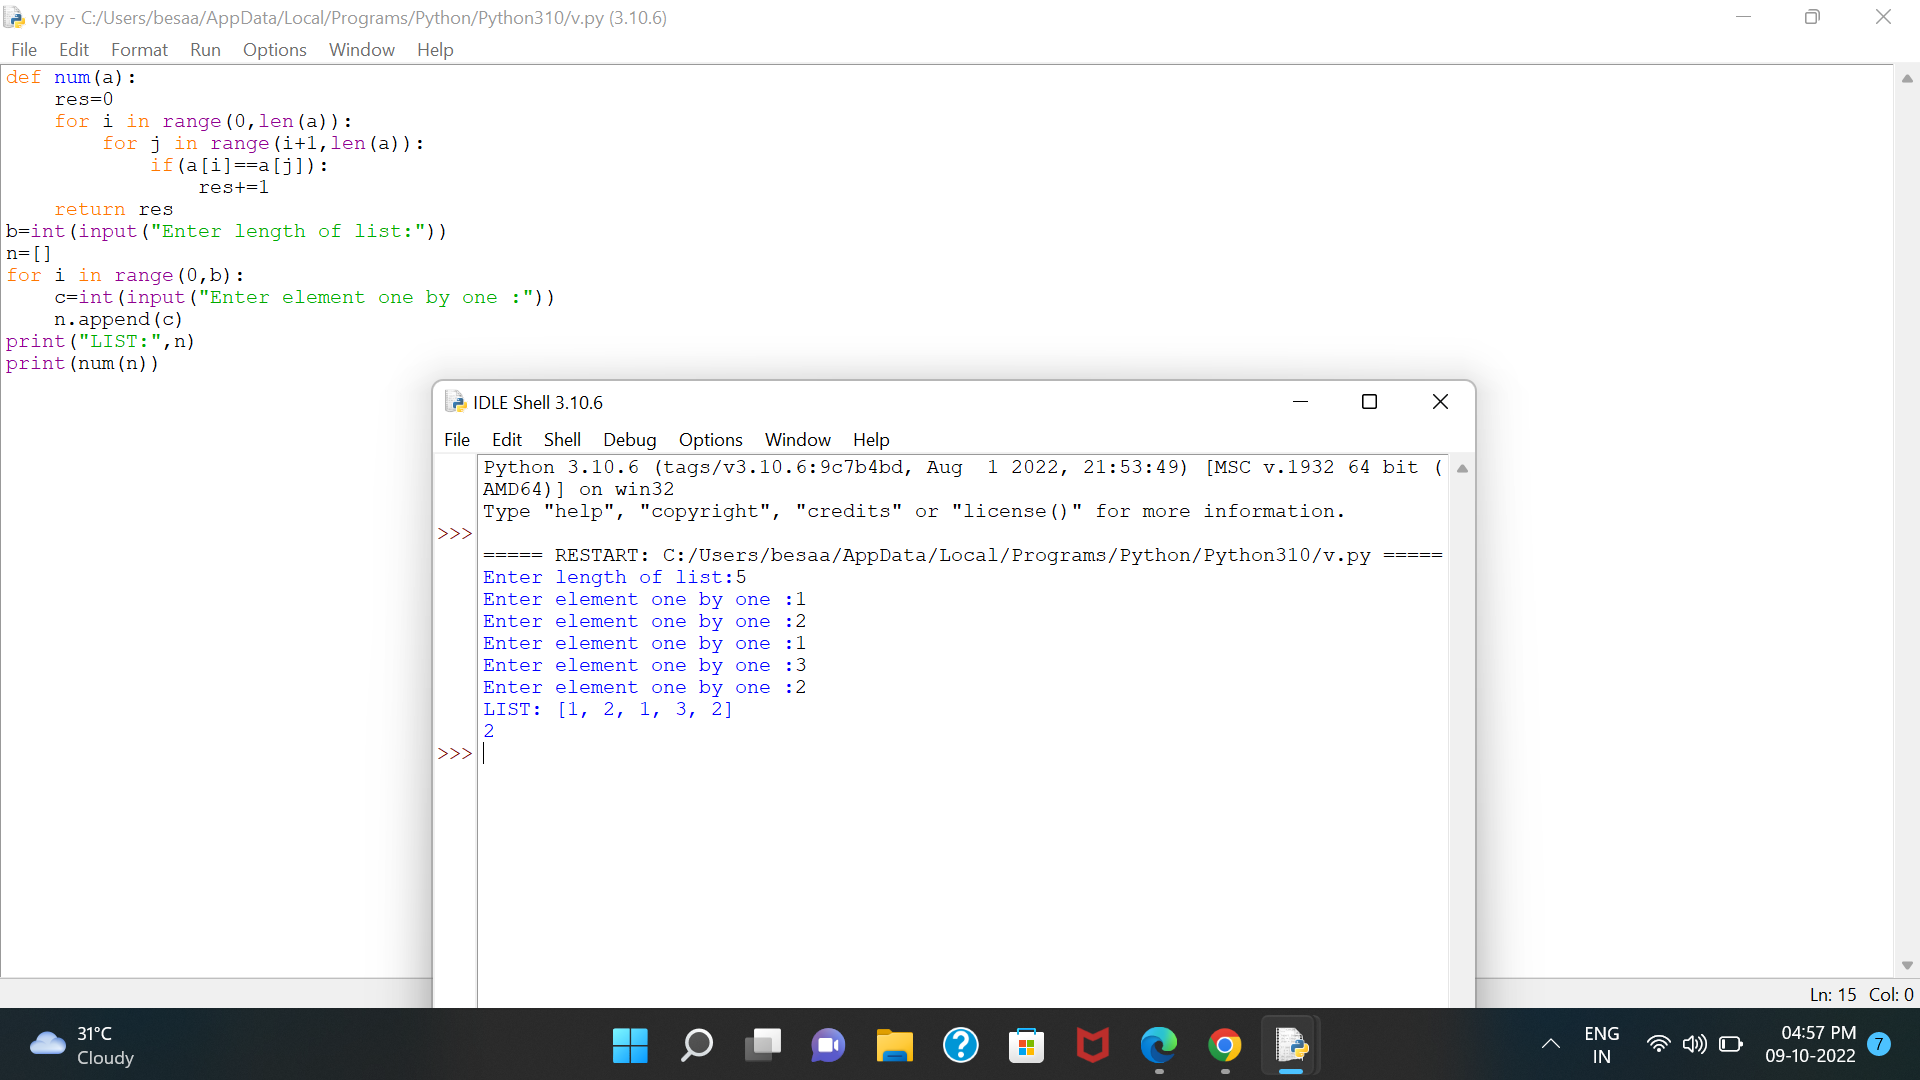 v.py - C:/Users/besaa/AppData/Local/Programs/Python/Python310/v.py (3.10.6)
File Edit Format Run Options Window Help
def num(a):
    res=0
    for i in range(0,len(a)):
        for j in range(i+1,len(a)):
            if(a[i]==a[j]):
                res+=1
    return res
b=int(input("Enter length of list:"))
n=[]
for i in range(0,b):
    c=int(input("Enter element one by one :"))
    n.append(c)
print("LIST:",n)
print(num(n))
IDLE Shell 3.10.6
File Edit Shell Debug Options Window Help
Python 3.10.6 (tags/v3.10.6:9c7b4bd, Aug  1 2022, 21:53:49) [MSC v.1932 64 bit (
AMD64)] on win32
Type "help", "copyright", "credits" or "license()" for more information.
>>>
===== RESTART: C:/Users/besaa/AppData/Local/Programs/Python/Python310/v.py =====
Enter length of list:5
Enter element one by one :1
Enter element one by one :2
Enter element one by one :1
Enter element one by one :3
Enter element one by one :2
LIST: [1, 2, 1, 3, 2]
2
>>>
Ln: 15 Col: 0
31°C
Cloudy
ENG
IN
04:57 PM
09-10-2022
7